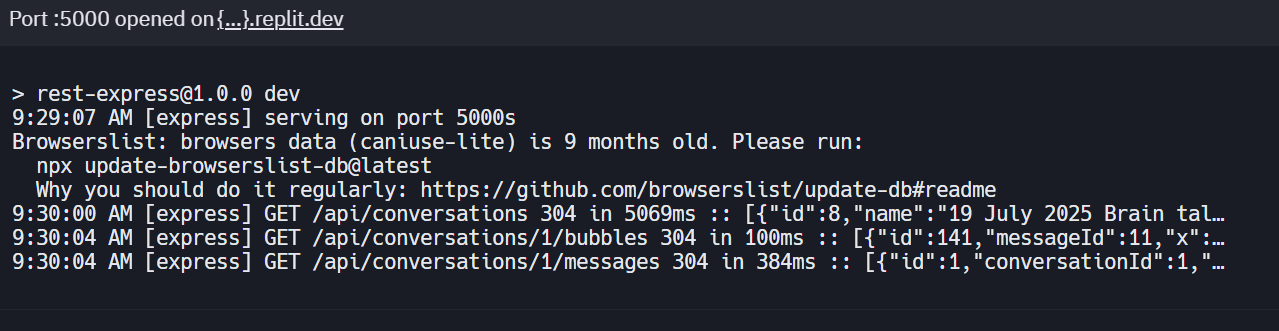 Port :5000 opened on {...}.replit.dev
> rest-express@1.0.0 dev
9:29:07 AM [express] serving on port 5000s
Browserslist: browsers data (caniuse-lite) is 9 months old. Please run:
  npx update-browserslist-db@latest
  Why you should do it regularly: https://github.com/browserslist/update-db#readme
9:30:00 AM [express] GET /api/conversations 304 in 5069ms :: [{"id":8,"name":"19 July 2025 Brain tal…
9:30:04 AM [express] GET /api/conversations/1/bubbles 304 in 100ms :: [{"id":141,"messageId":11,"x":…
9:30:04 AM [express] GET /api/conversations/1/messages 304 in 384ms :: [{"id":1,"conversationId":1,"…